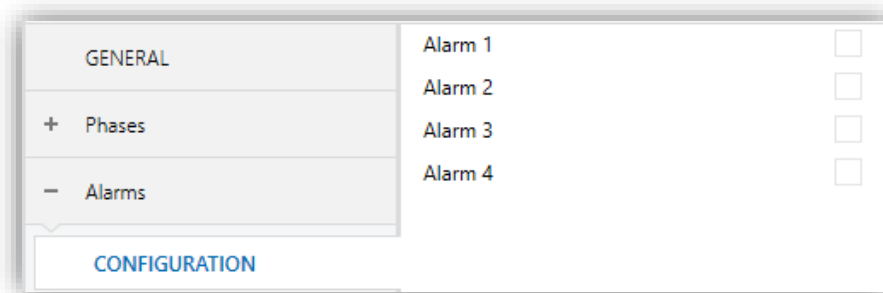 GENERAL
+ Phases
- Alarms
CONFIGURATION
Alarm 1
Alarm 2
Alarm 3
Alarm 4